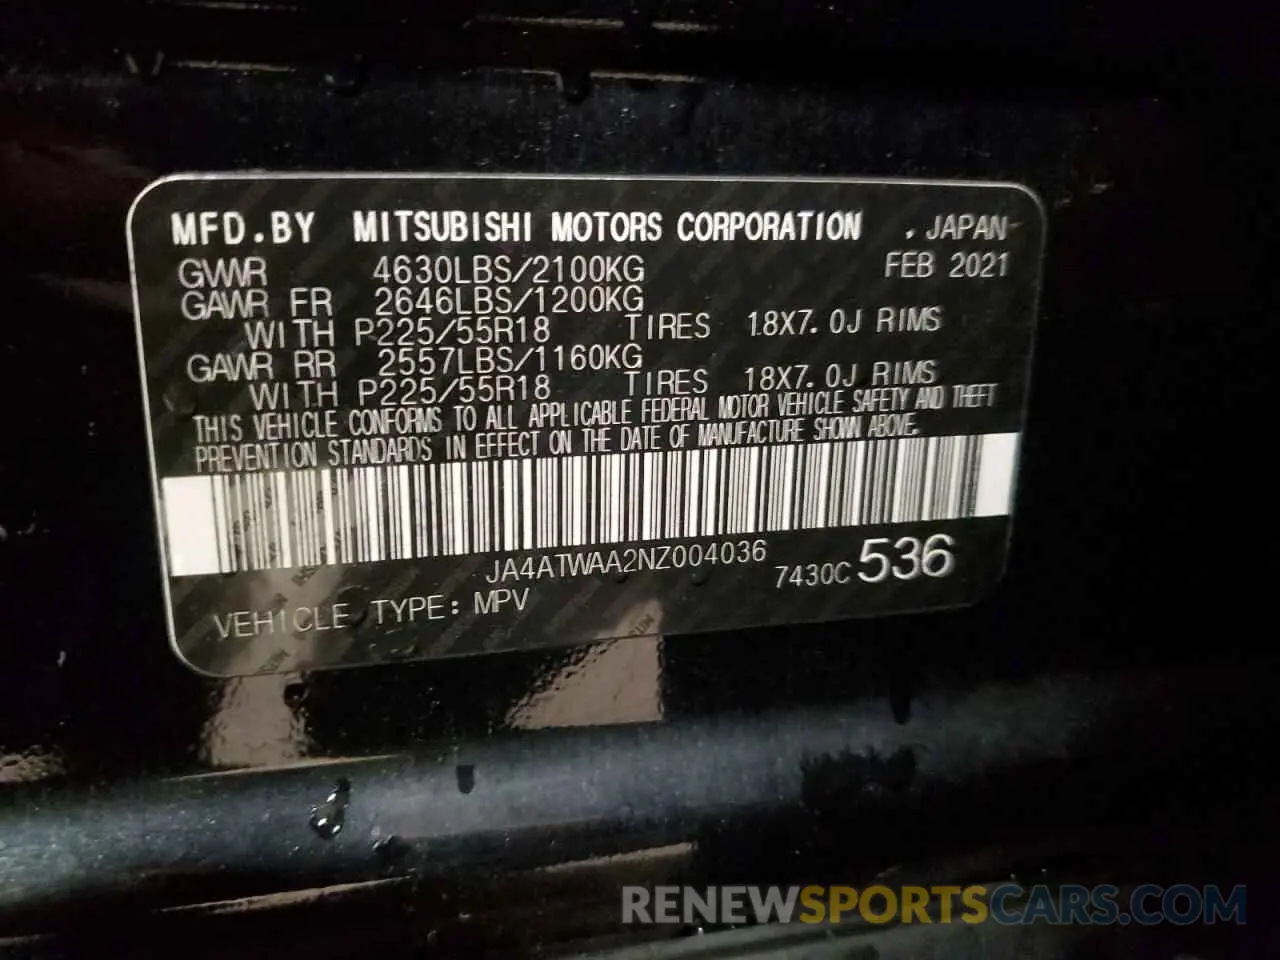 MFD.BY MITSUBISHI MOTORS CORPORATION , JAPAN
GVWR 4630LBS/2100KG FEB 2021
GAWR FR 2646LBS/1200KG
WITH P225/55R18 TIRES 18X7.0J RIMS
GAWR RR 2557LBS/1160KG
WITH P225/55R18 TIRES 18X7.0J RIMS
THIS VEHICLE CONFORMS TO ALL APPLICABLE FEDERAL MOTOR VEHICLE SAFETY AND THEFT
PREVENTION STANDARDS IN EFFECT ON THE DATE OF MANUFACTURE SHOWN ABOVE.
JA4ATWAA2NZ004036 7430C 536
VEHICLE TYPE: MPV
RENEWSPORTSCARS.COM